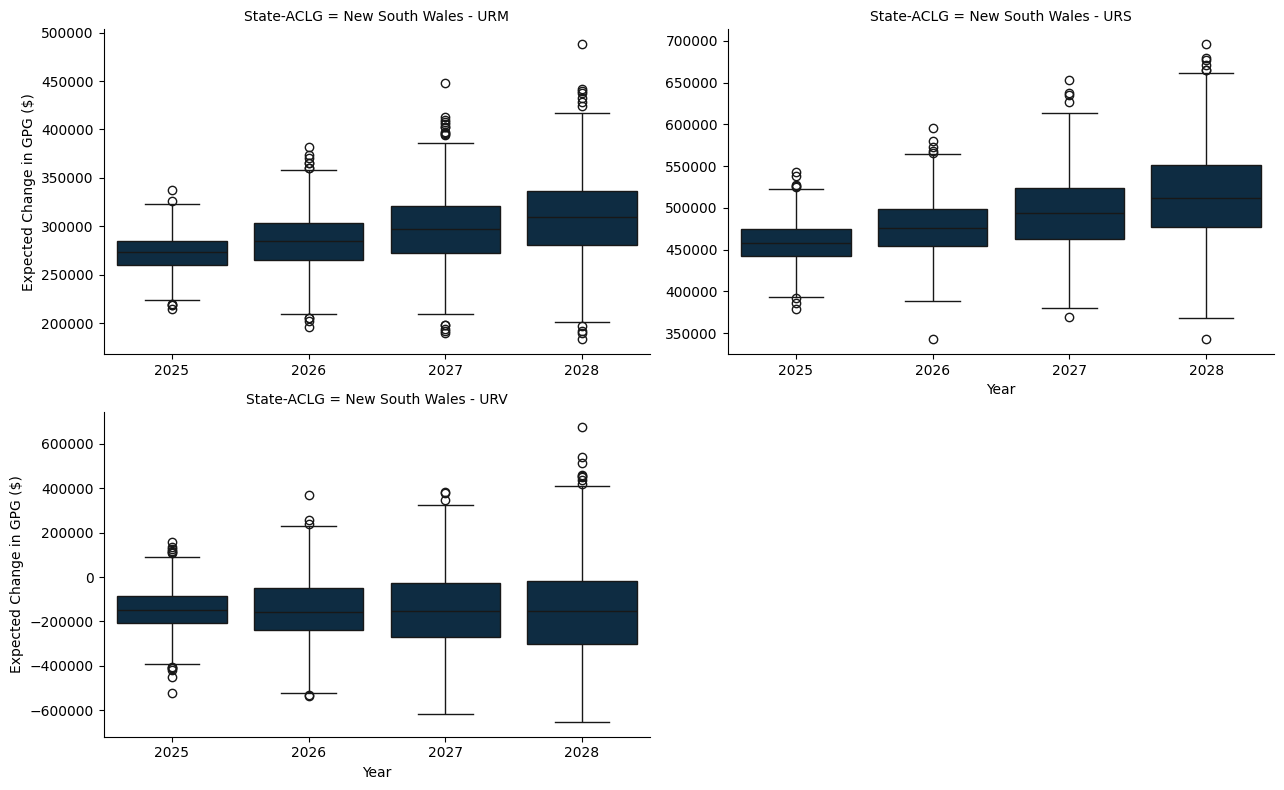 State-ACLG = New South Wales - URM
Expected Change in GPG ($)
500000
450000
400000
350000
300000
250000
200000
2025 2026 2027 2028
State-ACLG = New South Wales - URS
700000
650000
600000
550000
500000
450000
400000
350000
2025 2026 2027 2028
Year
State-ACLG = New South Wales - URV
Expected Change in GPG ($)
600000
400000
200000
0
−200000
−400000
−600000
2025 2026 2027 2028
Year